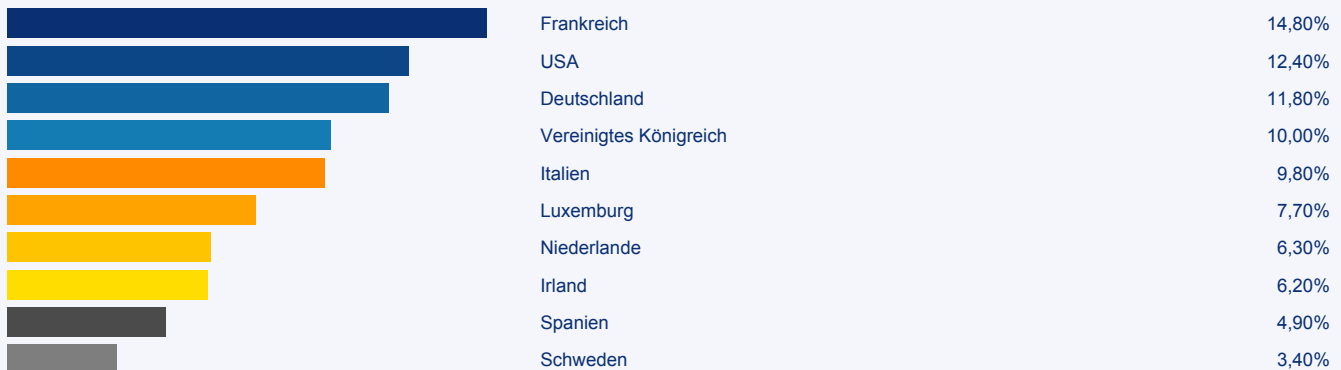 Frankreich 14,80%
USA 12,40%
Deutschland 11,80%
Vereinigtes Königreich 10,00%
Italien 9,80%
Luxemburg 7,70%
Niederlande 6,30%
Irland 6,20%
Spanien 4,90%
Schweden 3,40%